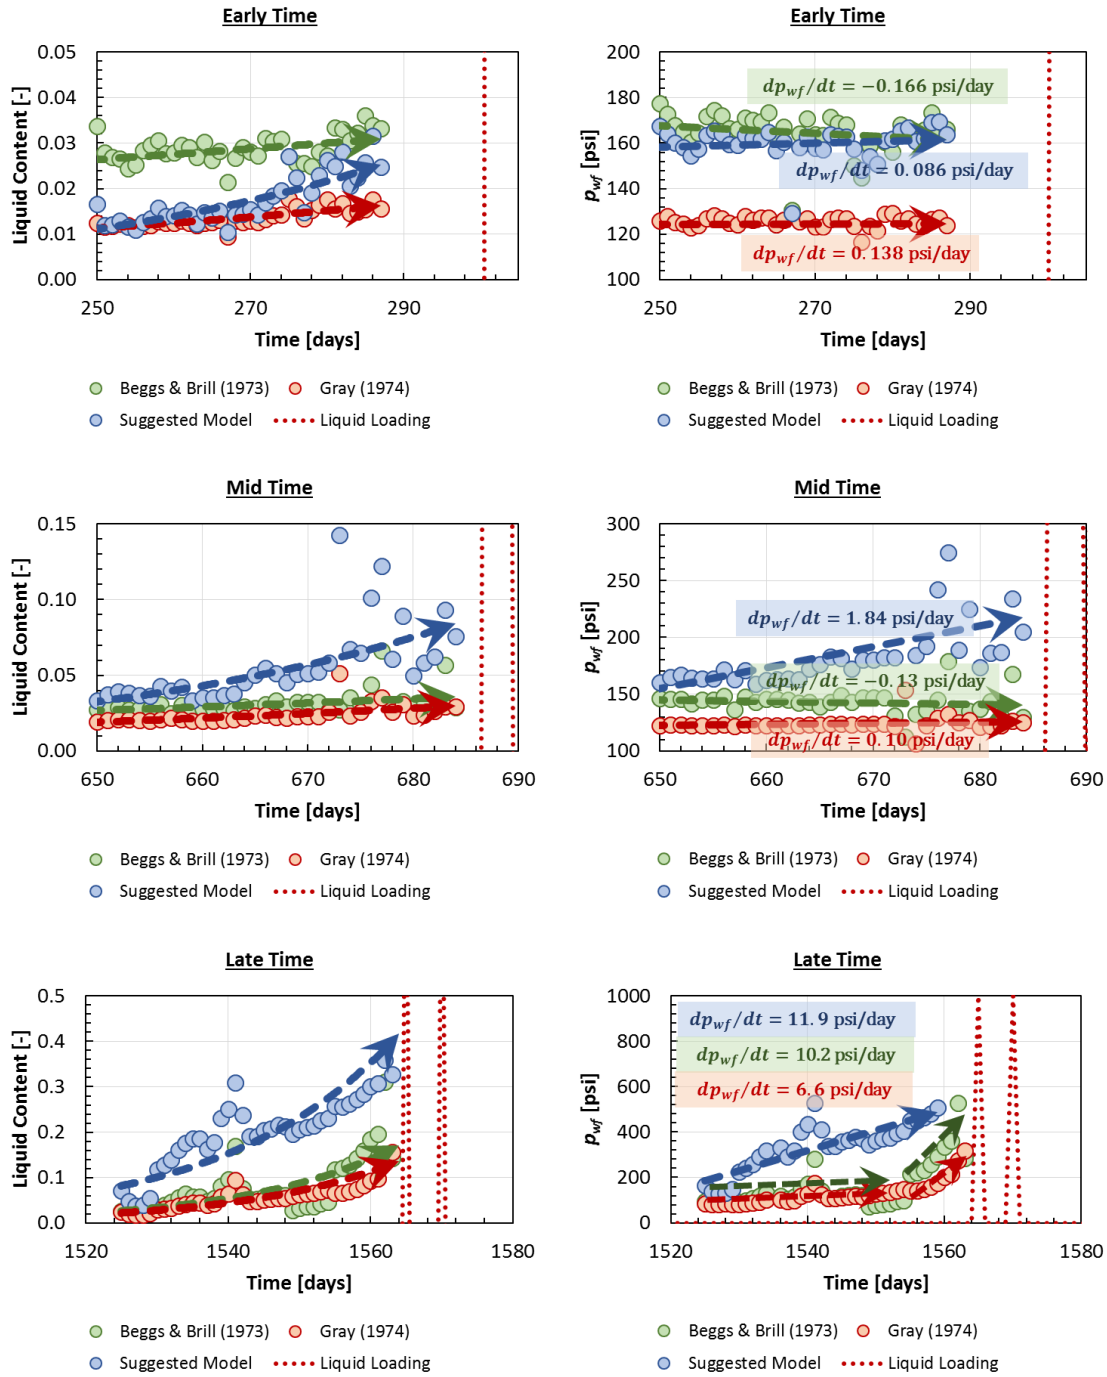 Early Time
Early Time
0.05
0.04
0.03
0.02
0.01
0.00
Liquid Content [-]
250
270
290
Time [days]
200
180
160
140
120
100
p_wf [psi]
dp_wf/dt = −0.166 psi/day
dp_wf/dt = 0.086 psi/day
dp_wf/dt = 0.138 psi/day
250
270
290
Time [days]
Beggs & Brill (1973)
Gray (1974)
Suggested Model
Liquid Loading
Beggs & Brill (1973)
Gray (1974)
Suggested Model
Liquid Loading
Mid Time
Mid Time
0.15
0.10
0.05
0.00
Liquid Content [-]
650
660
670
680
690
Time [days]
300
250
200
150
100
p_wf [psi]
dp_wf/dt = 1.84 psi/day
dp_wf/dt = −0.13 psi/day
dp_wf/dt = 0.10 psi/day
650
660
670
680
690
Time [days]
Beggs & Brill (1973)
Gray (1974)
Suggested Model
Liquid Loading
Beggs & Brill (1973)
Gray (1974)
Suggested Model
Liquid Loading
Late Time
Late Time
0.5
0.4
0.3
0.2
0.1
0.0
Liquid Content [-]
1520
1540
1560
1580
Time [days]
1000
800
600
400
200
0
p_wf [psi]
dp_wf/dt = 11.9 psi/day
dp_wf/dt = 10.2 psi/day
dp_wf/dt = 6.6 psi/day
1520
1540
1560
1580
Time [days]
Beggs & Brill (1973)
Gray (1974)
Suggested Model
Liquid Loading
Beggs & Brill (1973)
Gray (1974)
Suggested Model
Liquid Loading